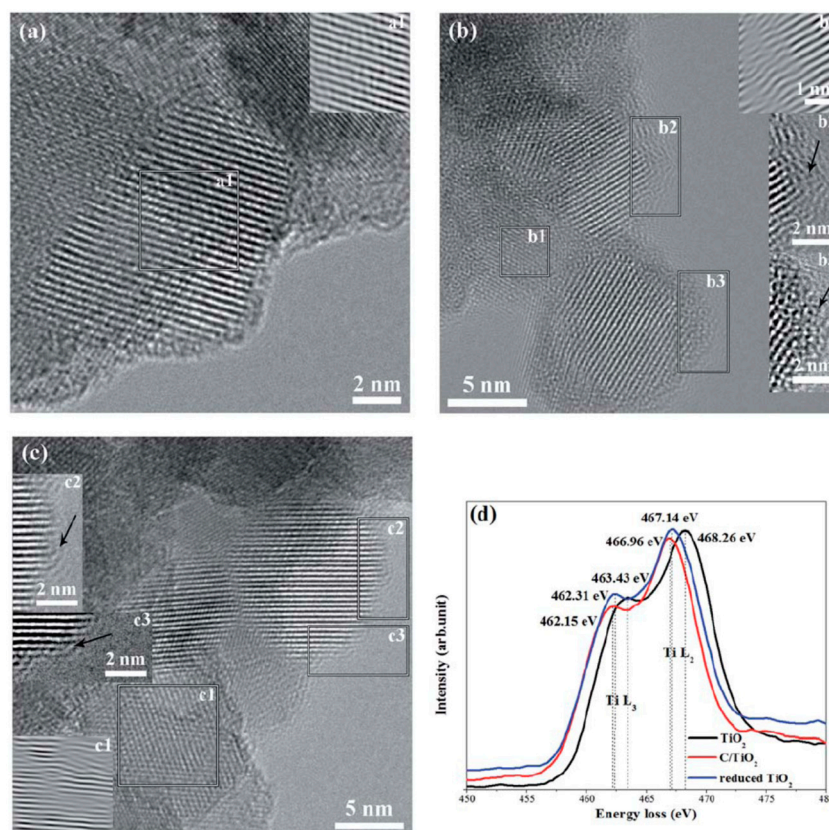 (a)
a1
a1
2 nm
(b)
b
1 nm
b2
b
2 nm
b1
b
b3
2 nm
5 nm
(c)
c2
2 nm
c2
c3
2 nm
c3
c1
c1
5 nm
(d)
467.14 eV
466.96 eV
468.26 eV
463.43 eV
462.31 eV
462.15 eV
Ti L2
Ti L3
TiO2
C/TiO2
reduced TiO2
Intensity (arb.unit)
450 455 460 465 470 475 48
Energy loss (eV)